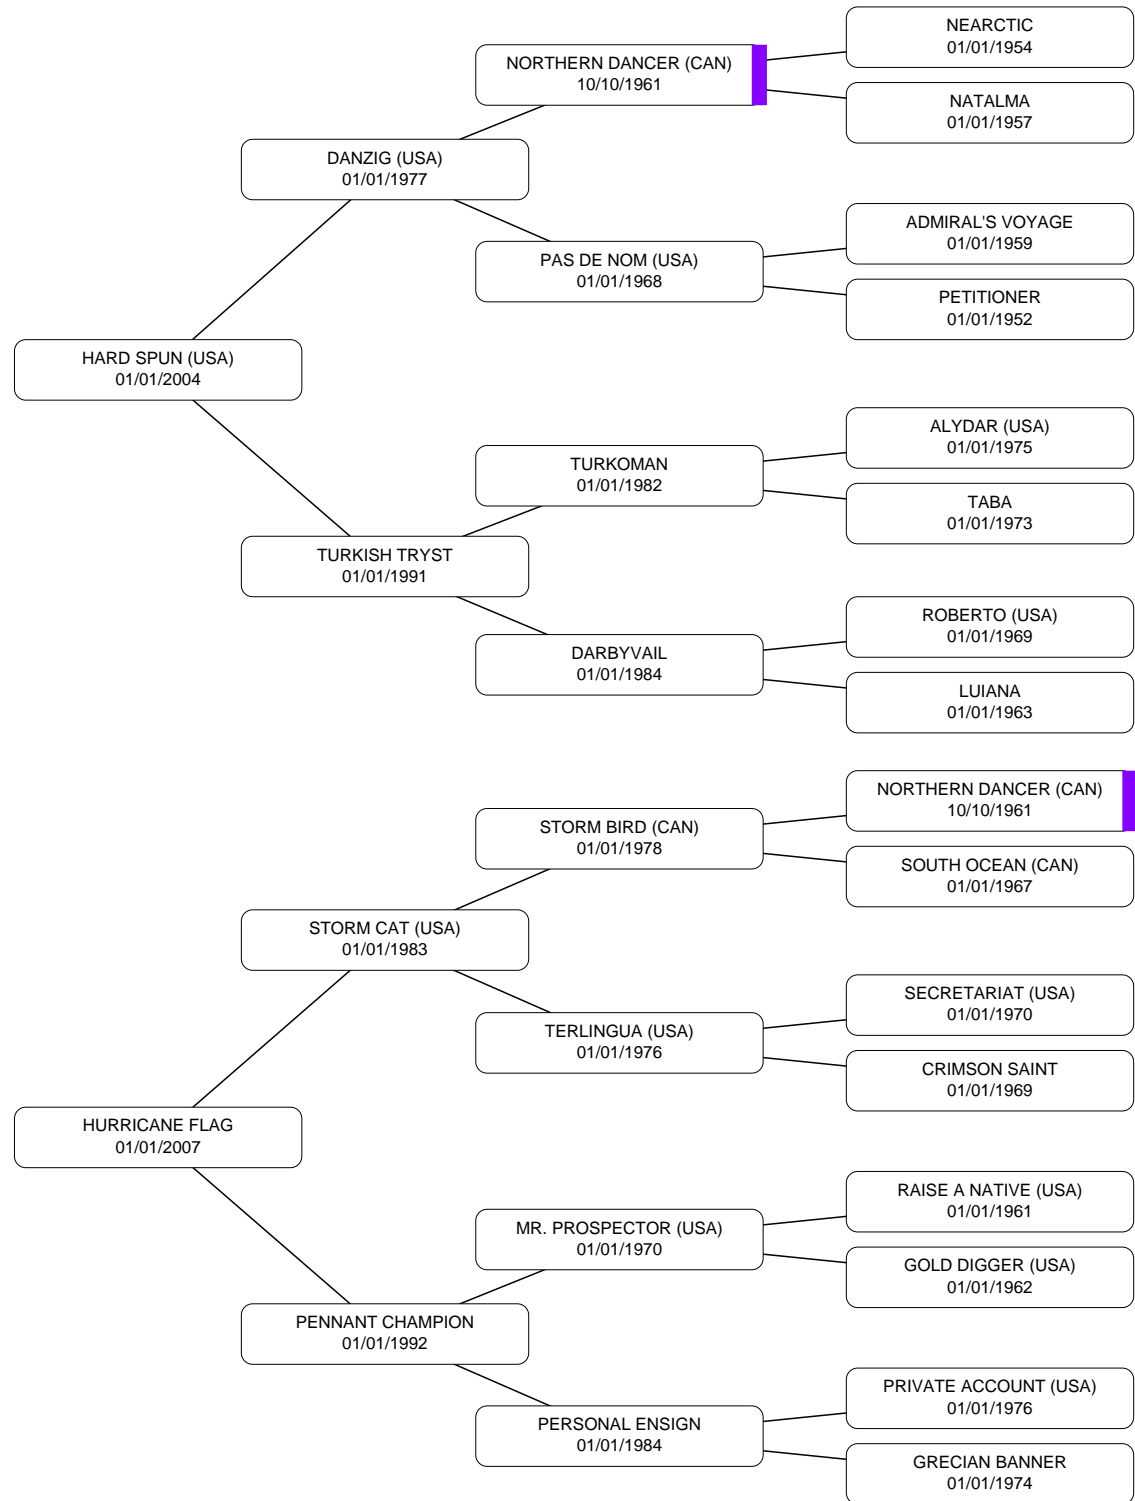 NEARCTIC
01/01/1954
NORTHERN DANCER (CAN)
10/10/1961
NATALMA
01/01/1957
DANZIG (USA)
01/01/1977
ADMIRAL'S VOYAGE
01/01/1959
PAS DE NOM (USA)
01/01/1968
PETITIONER
01/01/1952
HARD SPUN (USA)
01/01/2004
ALYDAR (USA)
01/01/1975
TURKOMAN
01/01/1982
TABA
01/01/1973
TURKISH TRYST
01/01/1991
ROBERTO (USA)
01/01/1969
DARBYVAIL
01/01/1984
LUIANA
01/01/1963
NORTHERN DANCER (CAN)
10/10/1961
STORM BIRD (CAN)
01/01/1978
SOUTH OCEAN (CAN)
01/01/1967
STORM CAT (USA)
01/01/1983
SECRETARIAT (USA)
01/01/1970
TERLINGUA (USA)
01/01/1976
CRIMSON SAINT
01/01/1969
HURRICANE FLAG
01/01/2007
RAISE A NATIVE (USA)
01/01/1961
MR. PROSPECTOR (USA)
01/01/1970
GOLD DIGGER (USA)
01/01/1962
PENNANT CHAMPION
01/01/1992
PRIVATE ACCOUNT (USA)
01/01/1976
PERSONAL ENSIGN
01/01/1984
GRECIAN BANNER
01/01/1974